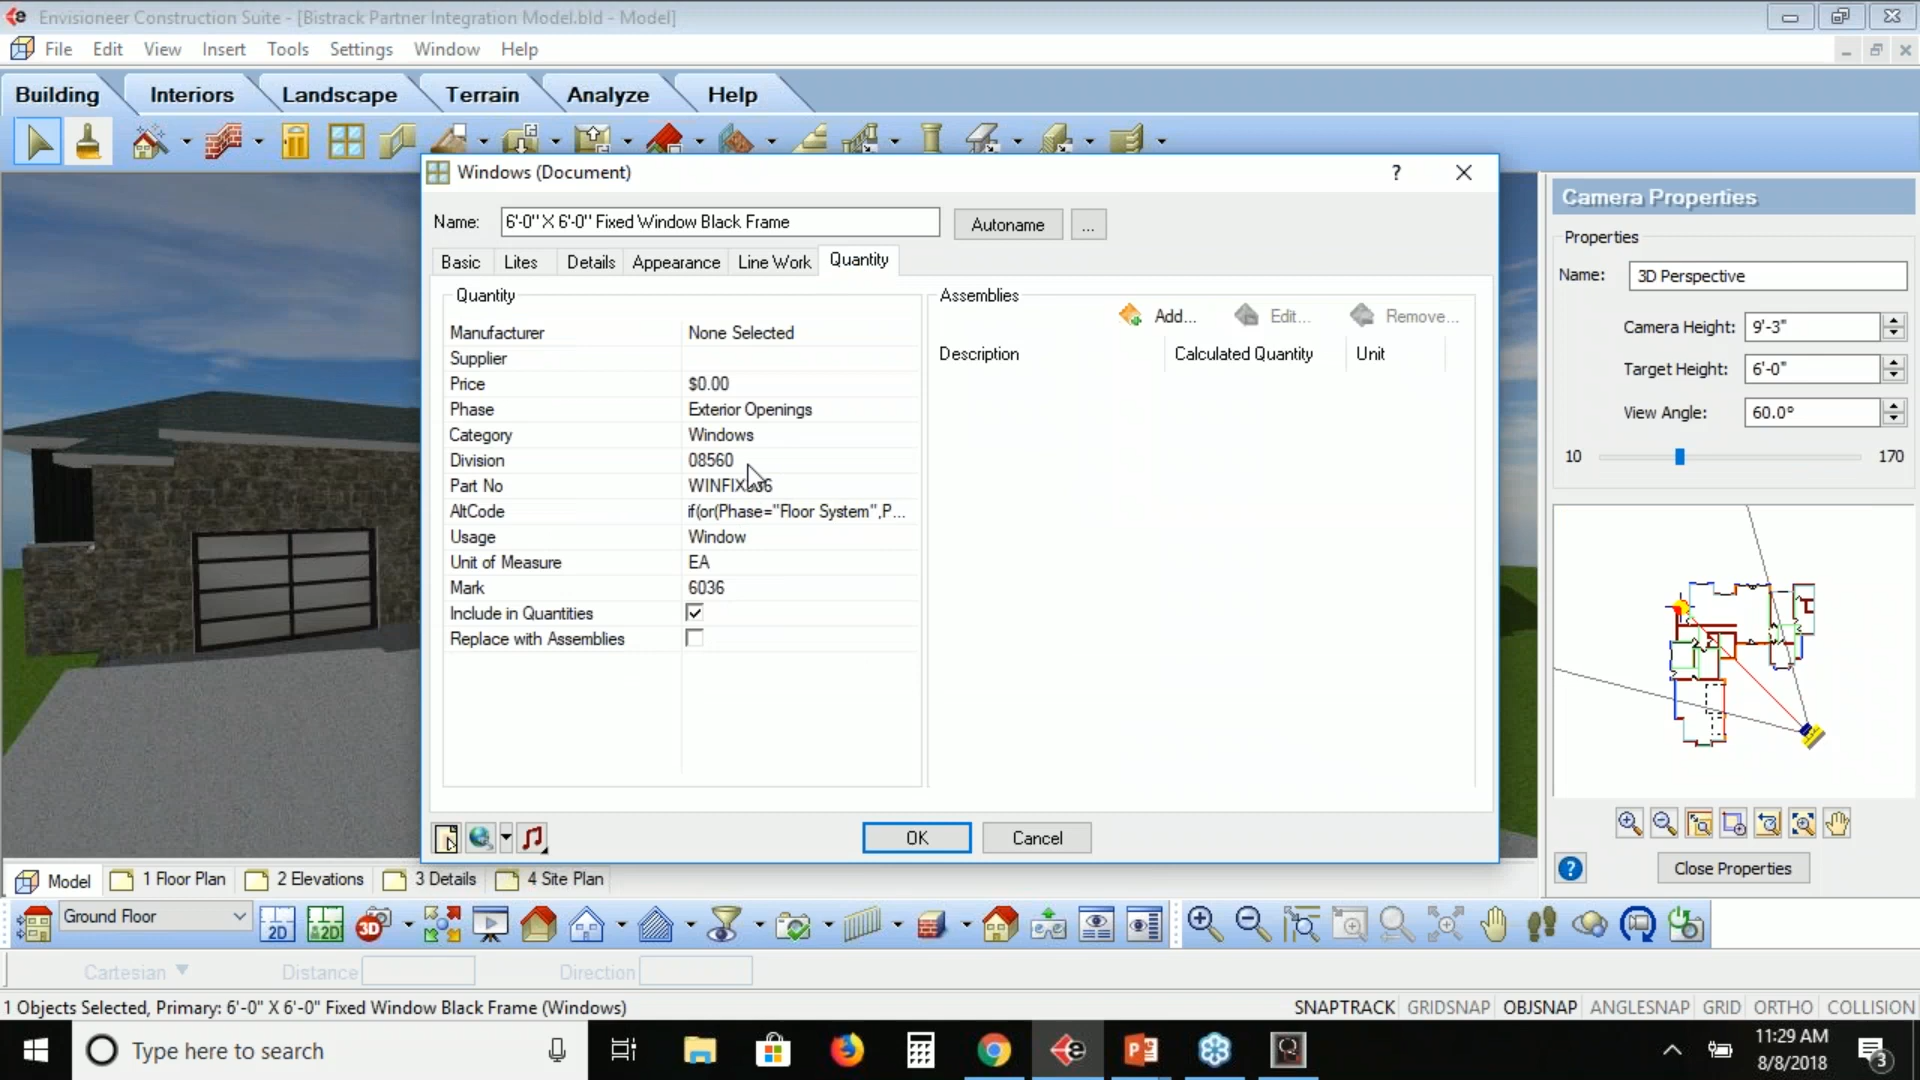 Envisioneer Construction Suite - [Bistrack Partner Integration Model.bld - Model]
File Edit View Insert Tools Settings Window Help
Building Interiors Landscape Terrain Analyze Help
Windows (Document) ?
Name: 6'-0" X 6'-0" Fixed Window Black Frame Autoname ...
Basic Lites Details Appearance Line Work Quantity
Quantity
Manufacturer None Selected
Supplier
Price $0.00
Phase Exterior Openings
Category Windows
Division 08560
Part No
AltCode if(or(Phase="Floor System",P...
Usage Window
Unit of Measure EA
Mark 6036
Include in Quantities
Replace with Assemblies
Assemblies
Add... Edit... Remove...
Description Calculated Quantity Unit
OK Cancel
Camera Properties
Properties
Name: 3D Perspective
Camera Height: 9'-3"
Target Height: 6'-0"
View Angle: 60.0°
10 170
Close Properties
Model 1 Floor Plan 2 Elevations 3 Details 4 Site Plan
Ground Floor 2D 2D 3D
Cartesian Distance Direction
1 Objects Selected, Primary: 6'-0" X 6'-0" Fixed Window Black Frame (Windows) SNAPTRACK GRIDSNAP OBJSNAP ANGLESNAP GRID ORTHO COLLISION
Type here to search
11:29 AM
8/8/2018
3